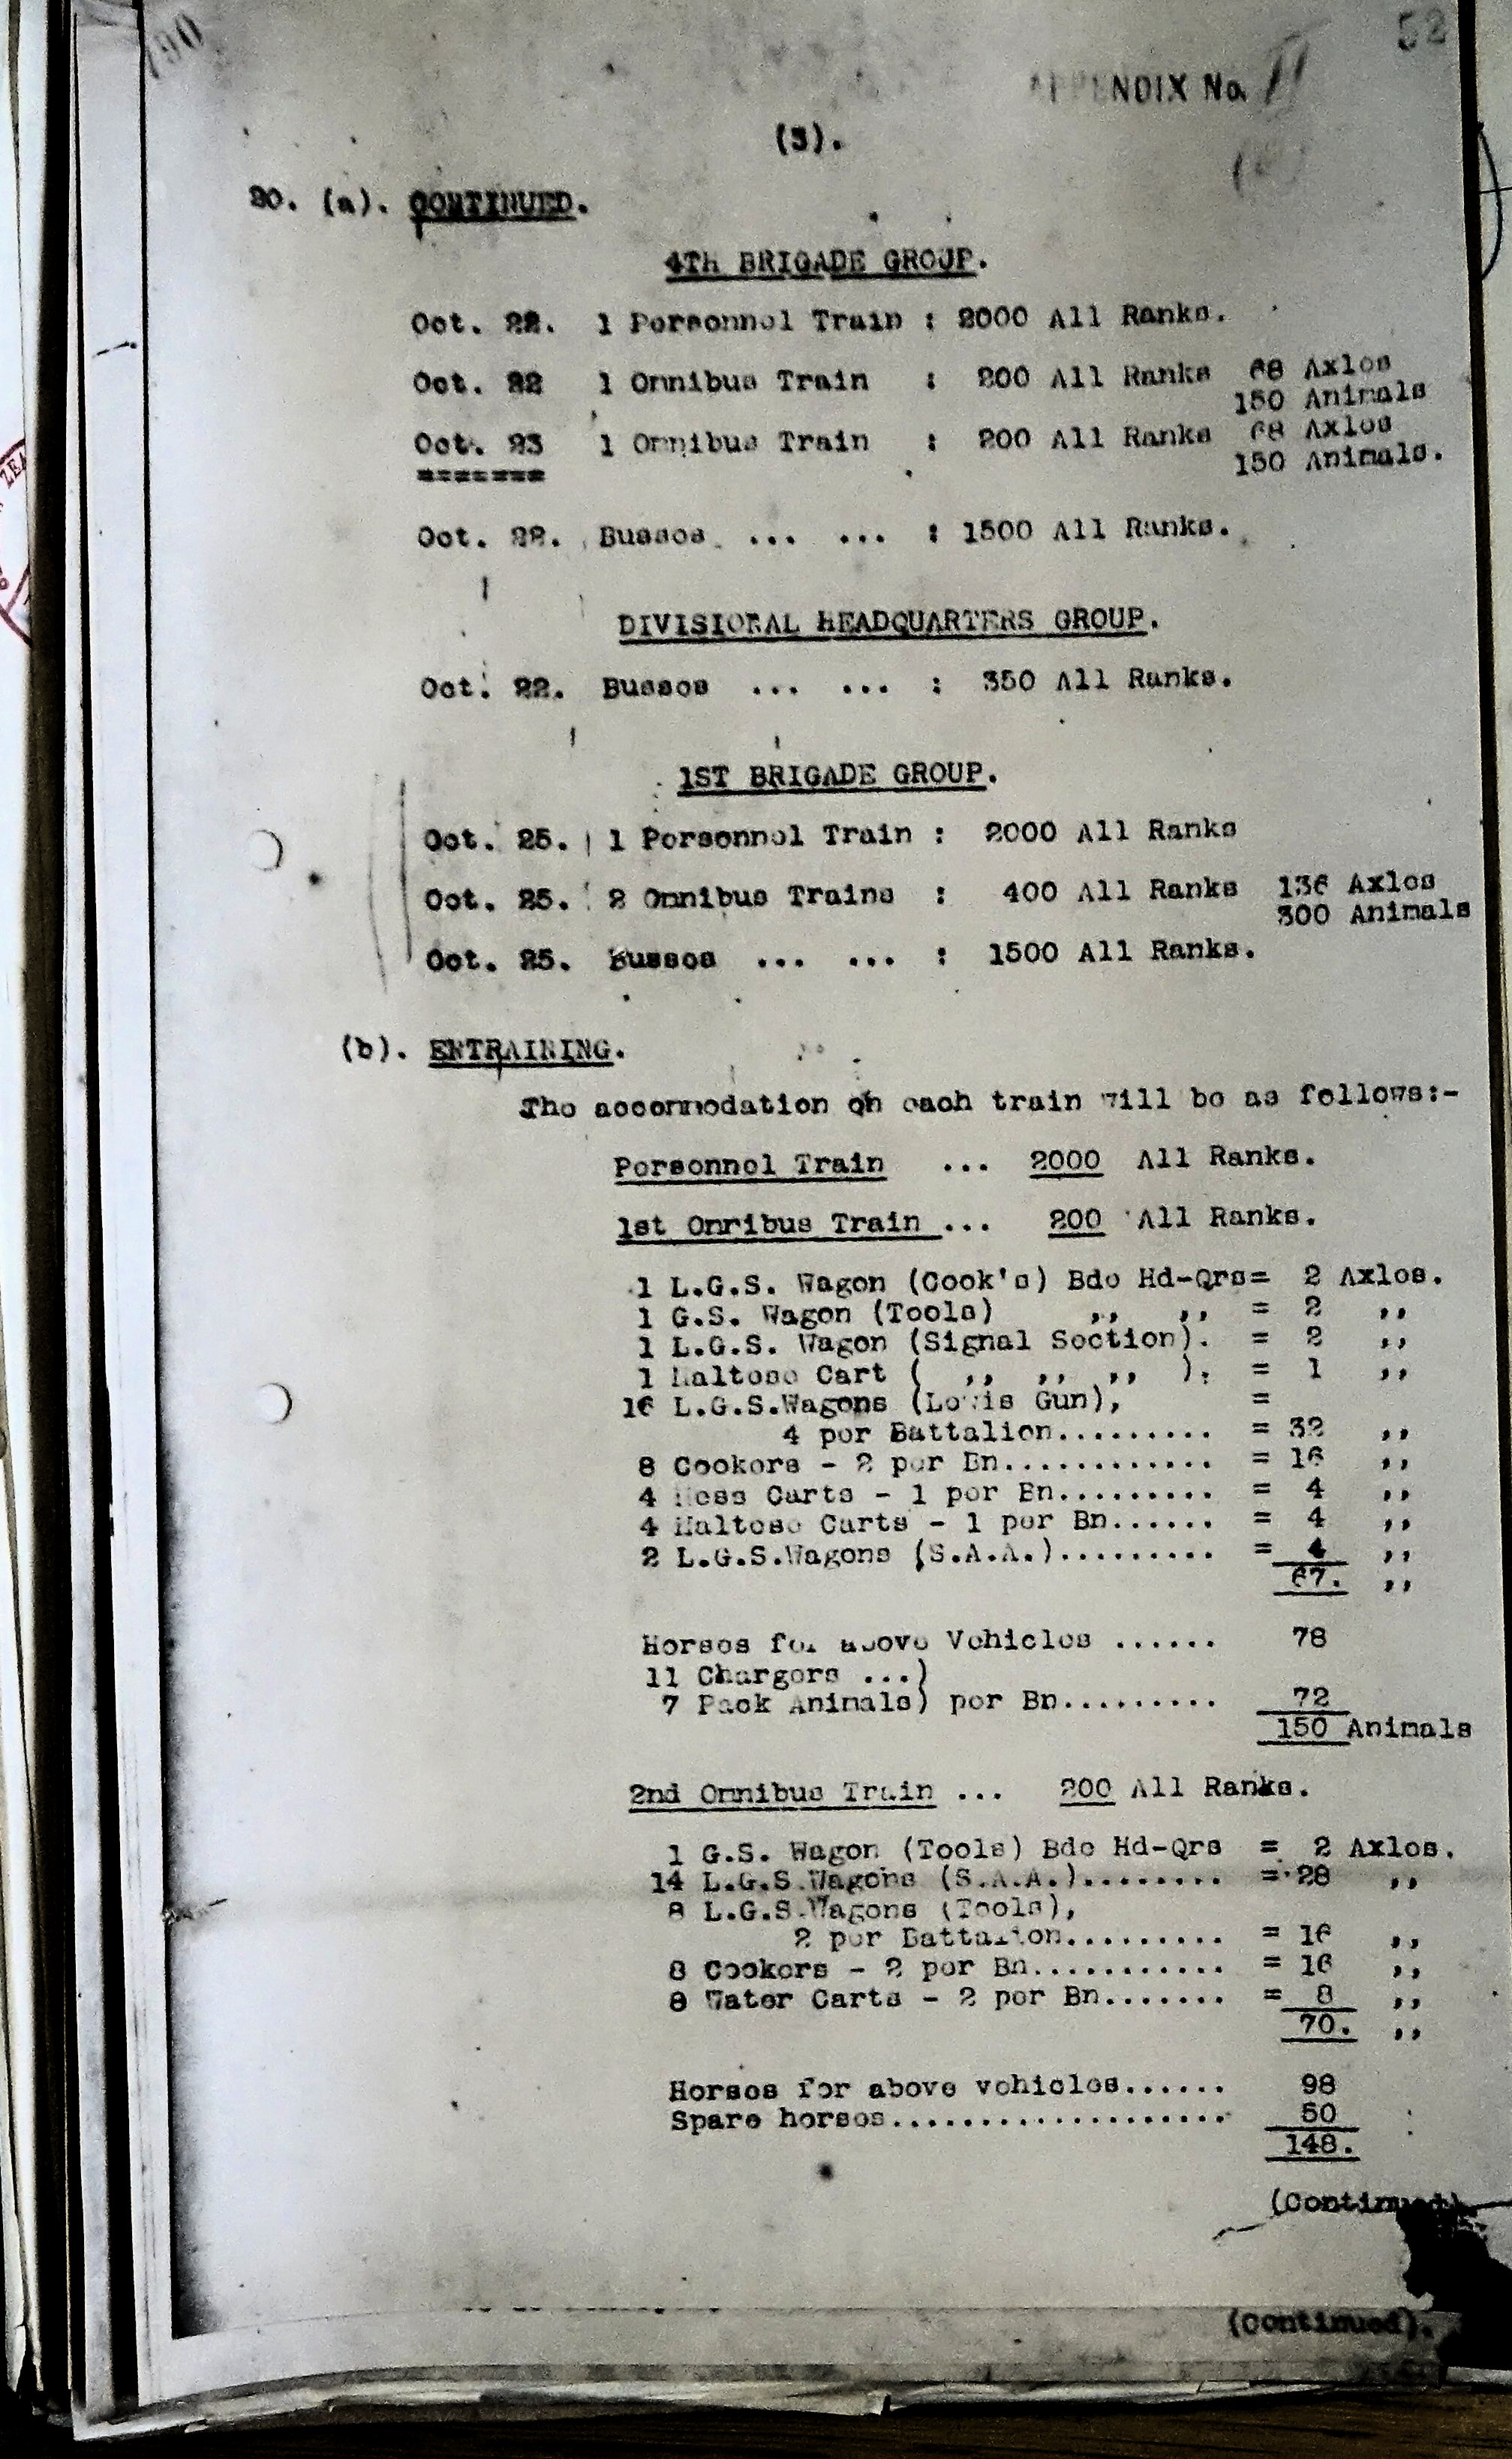 190
52
APPENDIX No. II
(3).
20. (a). CONTINUED.
4TH BRIGADE GROUP.
Oct. 22. 1 Personnel Train : 2000 All Ranks.
Oct. 22 1 Omnibus Train : 200 All Ranks 68 Axles
150 Animals
Oct. 23 1 Omnibus Train : 200 All Ranks 68 Axles
150 Animals.
=======
Oct. 22. Busses ... ... : 1500 All Ranks.
DIVISIONAL HEADQUARTERS GROUP.
Oct. 22. Busses ... ... : 350 All Ranks.
1ST BRIGADE GROUP.
Oct. 25. 1 Personnel Train : 2000 All Ranks
Oct. 25. 2 Omnibus Trains : 400 All Ranks 136 Axles
300 Animals
Oct. 25. Busses ... ... : 1500 All Ranks.
(b). ENTRAINING.
The accommodation on each train will be as follows:-
Personnel Train ... 2000 All Ranks.
1st Omnibus Train ... 200 All Ranks.
1 L.G.S. Wagon (Cook's) Bde Hd-Qrs= 2 Axles.
1 G.S. Wagon (Tools) ,, ,, = 2 ,,
1 L.G.S. Wagon (Signal Section). = 2 ,,
1 Maltese Cart ( ,, ,, ,, ). = 1 ,,
16 L.G.S.Wagons (Lewis Gun), =
4 per Battalion......... = 32 ,,
8 Cookers - 2 per Bn............ = 16 ,,
4 Mess Carts - 1 per Bn......... = 4 ,,
4 Maltese Carts - 1 per Bn...... = 4 ,,
2 L.G.S.Wagons (S.A.A.)......... = 4 ,,
67. ,,
Horses for above Vehicles ...... 78
11 Chargers ...)
7 Pack Animals) per Bn......... 72
150 Animals
2nd Omnibus Train ... 200 All Ranks.
1 G.S. Wagon (Tools) Bde Hd-Qrs = 2 Axles.
14 L.G.S.Wagons (S.A.A.)........ = 28 ,,
8 L.G.S.Wagons (Tools),
2 per Battalion......... = 16 ,,
8 Cookers - 2 per Bn........... = 16 ,,
8 Water Carts - 2 per Bn....... = 8 ,,
70. ,,
Horses for above vehicles...... 98
Spare horses................... 50
148.
(Continued)
(Continued).